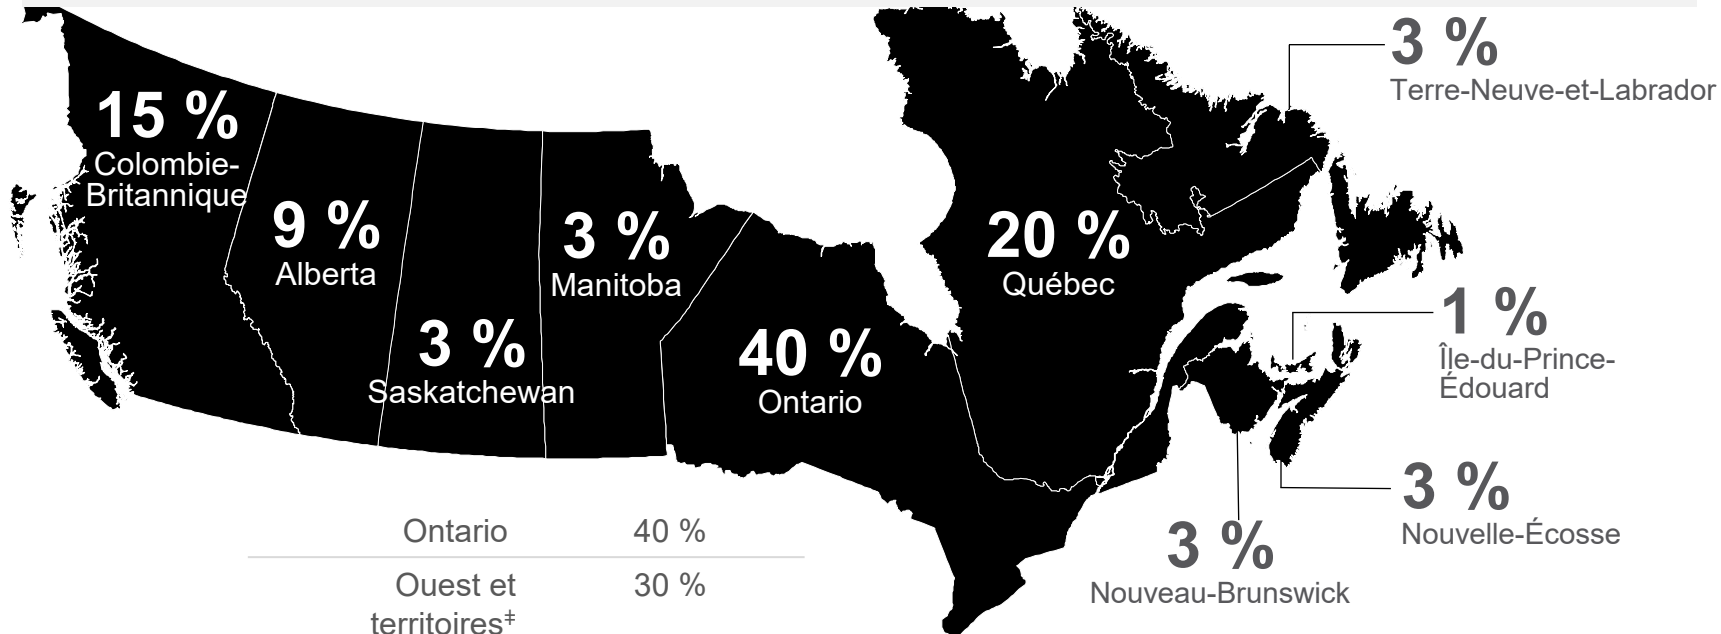 3 %
Terre-Neuve-et-Labrador
15 %
Colombie-
Britannique
9 %
Alberta
3 %
Manitoba
20 %
Québec
3 %
Saskatchewan
40 %
Ontario
1 %
Île-du-Prince-
Édouard
3 %
Nouvelle-Écosse
3 %
Nouveau-Brunswick
Ontario 40 %
Ouest et 30 %
territoires‡